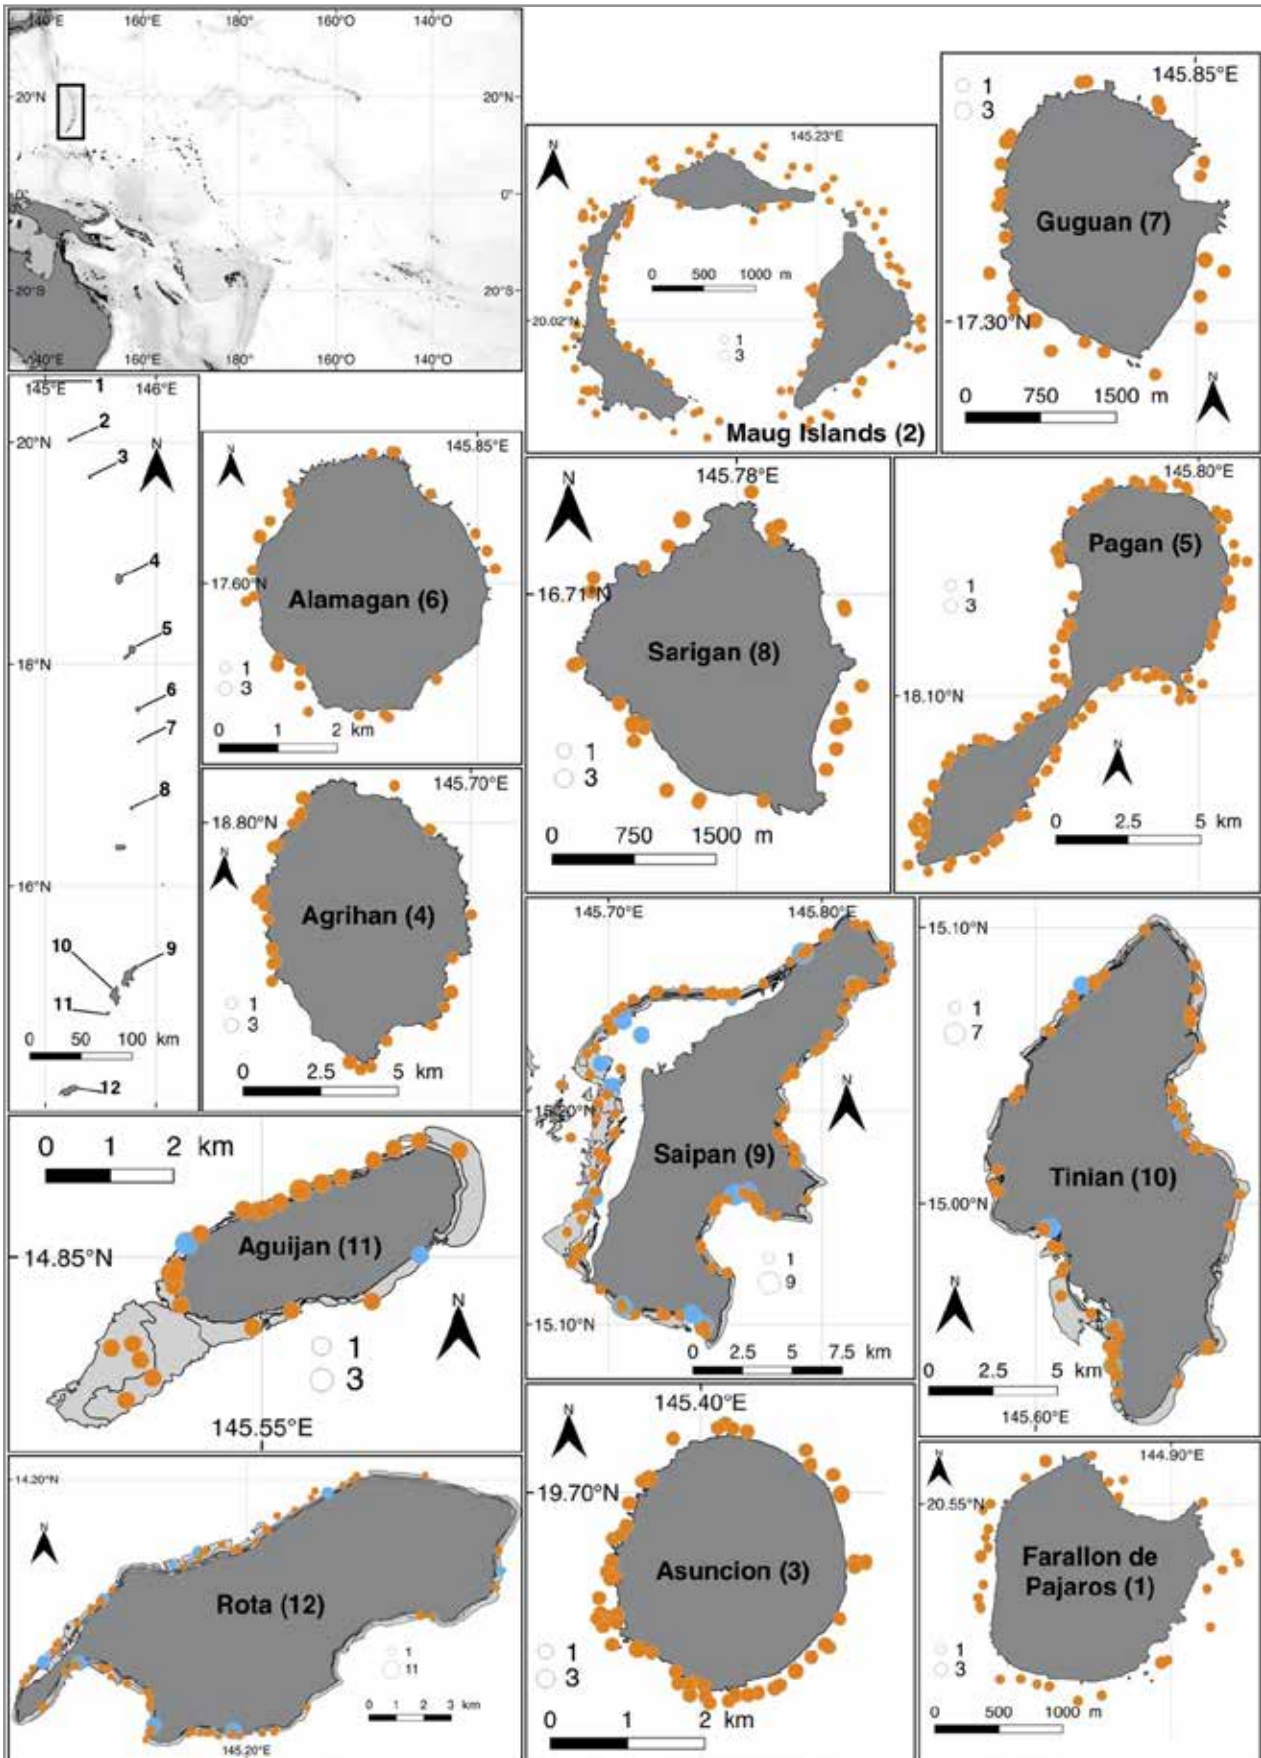 140°E 160°E 180°O 160°O 140°O
20°N 20°N
0° 0°
20°S 20°S
140°E 160°E 180°O 160°O 140°O
145°E 146°E
1
2
20°N
N
3
4
5
18°N
6
7
8
16°N
10 9
11
0 50 100 km
12
N
145.23°E
0 500 1000 m
20.02°N
1
3
Maug Islands (2)
145.85°E
1
3
Guguan (7)
17.30°N
N
0 750 1500 m
145.85°E
N
17.60°N
Alamagan (6)
1
3
0 1 2 km
145.78°E
N
16.71°N
Sarigan (8)
1
3
0 750 1500 m
145.80°E
Pagan (5)
1
3
18.10°N
N
0 2.5 5 km
145.70°E
18.80°N
N
Agrihan (4)
1
3
0 2.5 5 km
145.70°E 145.80°E
N
15.20°N
Saipan (9)
1
9
15.10°N
0 2.5 5 7.5 km
15.10°N
1
7
Tinian (10)
15.00°N
N
0 2.5 5 km
145.60°E
0 1 2 km
Aguijan (11)
14.85°N
N
1
3
145.55°E
145.40°E
N
19.70°N
Asuncion (3)
1
3
0 1 2 km
144.90°E
N
20.55°N
Farallon de
Pajaros (1)
1
3
0 500 1000 m
14.20°N
N
Rota (12)
1
11
0 1 2 3 km
145.20°E